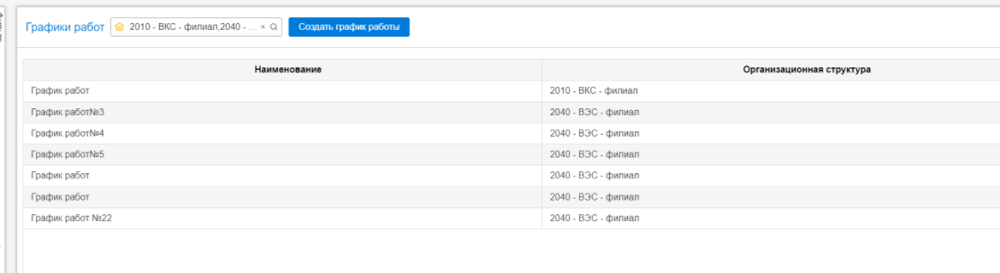 Графики работ 2010 - ВКС - филиал,2040 - ... × Создать график работы
Наименование Организационная структура
График работ 2010 - ВКС - филиал
График работ№3 2040 - ВЭС - филиал
График работ№4 2040 - ВЭС - филиал
График работ№5 2040 - ВЭС - филиал
График работ 2040 - ВЭС - филиал
График работ 2040 - ВЭС - филиал
График работ №22 2040 - ВЭС - филиал